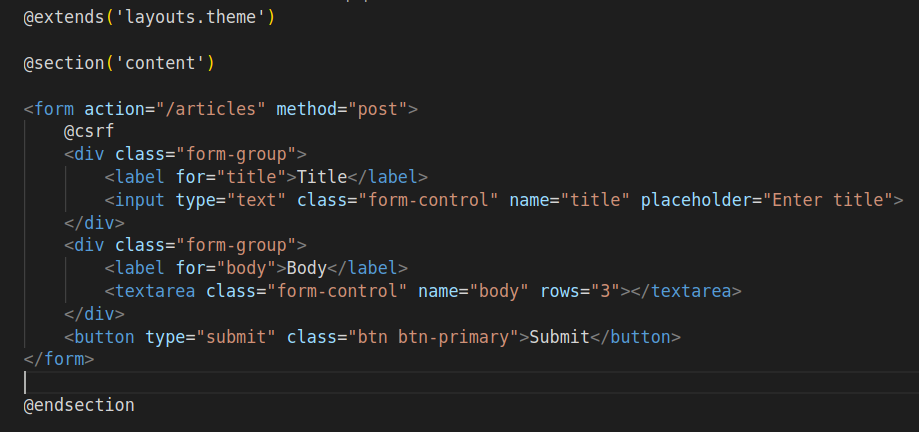 @extends('layouts.theme')
@section('content')
<form action="/articles" method="post">
@csrf
<div class="form-group">
<label for="title">Title</label>
<input type="text" class="form-control" name="title" placeholder="Enter title">
</div>
<div class="form-group">
<label for="body">Body</label>
<textarea class="form-control" name="body" rows="3"></textarea>
</div>
<button type="submit" class="btn btn-primary">Submit</button>
</form>
@endsection